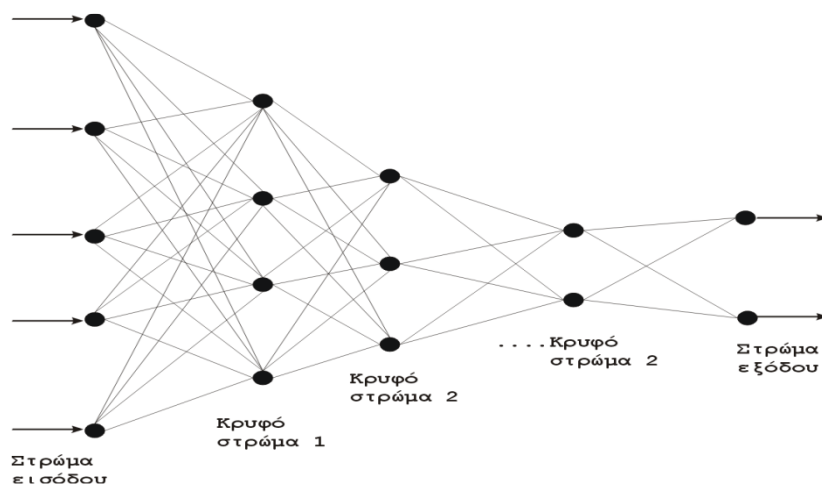 Στρώμα
εισόδου
Κρυφό
στρώμα 1
Κρυφό
στρώμα 2
....Κρυφό
στρώμα 2
Στρώμα
εξόδου